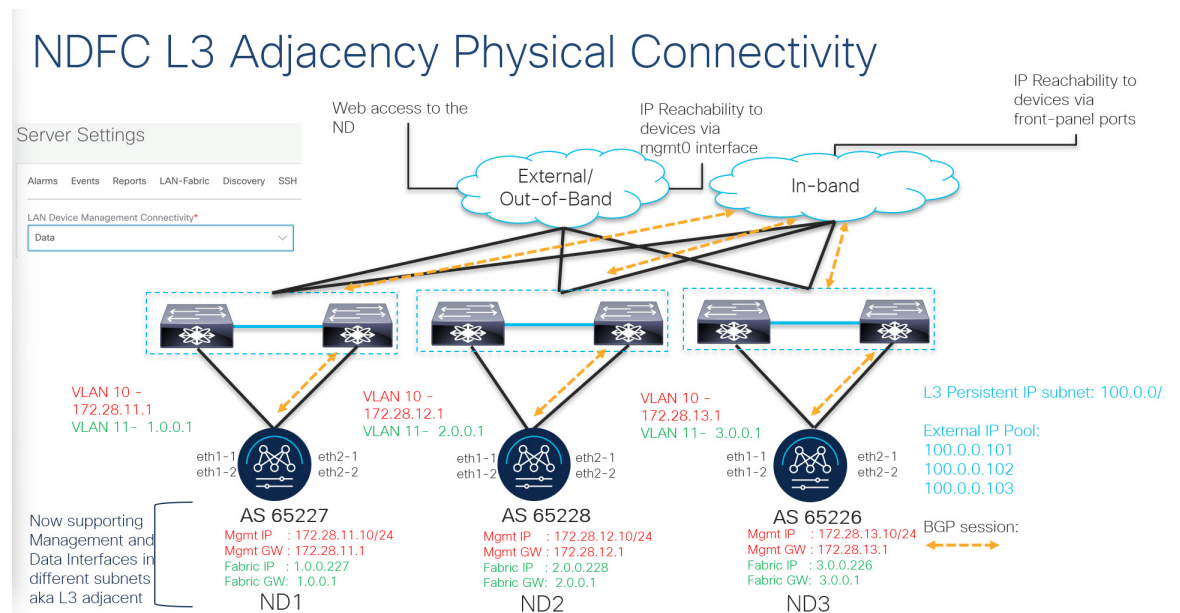 NDFC L3 Adjacency Physical Connectivity
Web access to the
ND
IP Reachability to
devices via
mgmt0 interface
IP Reachability to
devices via
front-panel ports
Server Settings
Alarms Events Reports LAN-Fabric Discovery SSH
LAN Device Management Connectivity*
Data
External/
Out-of-Band
In-band
VLAN 10 -
172.28.11.1
VLAN 11- 1.0.0.1
VLAN 10 -
172.28.12.1
VLAN 11- 2.0.0.1
VLAN 10 -
172.28.13.1
VLAN 11- 3.0.0.1
L3 Persistent IP subnet: 100.0.0/
External IP Pool:
100.0.0.101
100.0.0.102
100.0.0.103
BGP session:
eth1-1
eth1-2
eth2-1
eth2-2
eth1-1
eth1-2
eth2-1
eth2-2
eth1-1
eth1-2
eth2-1
eth2-2
Now supporting
Management and
Data Interfaces in
different subnets
aka L3 adjacent
AS 65227
Mgmt IP : 172.28.11.10/24
Mgmt GW : 172.28.11.1
Fabric IP : 1.0.0.227
Fabric GW: 1.0.0.1
ND1
AS 65228
Mgmt IP : 172.28.12.10/24
Mgmt GW : 172.28.12.1
Fabric IP : 2.0.0.228
Fabric GW: 2.0.0.1
ND2
AS 65226
Mgmt IP : 172.28.13.10/24
Mgmt GW : 172.28.13.1
Fabric IP : 3.0.0.226
Fabric GW: 3.0.0.1
ND3